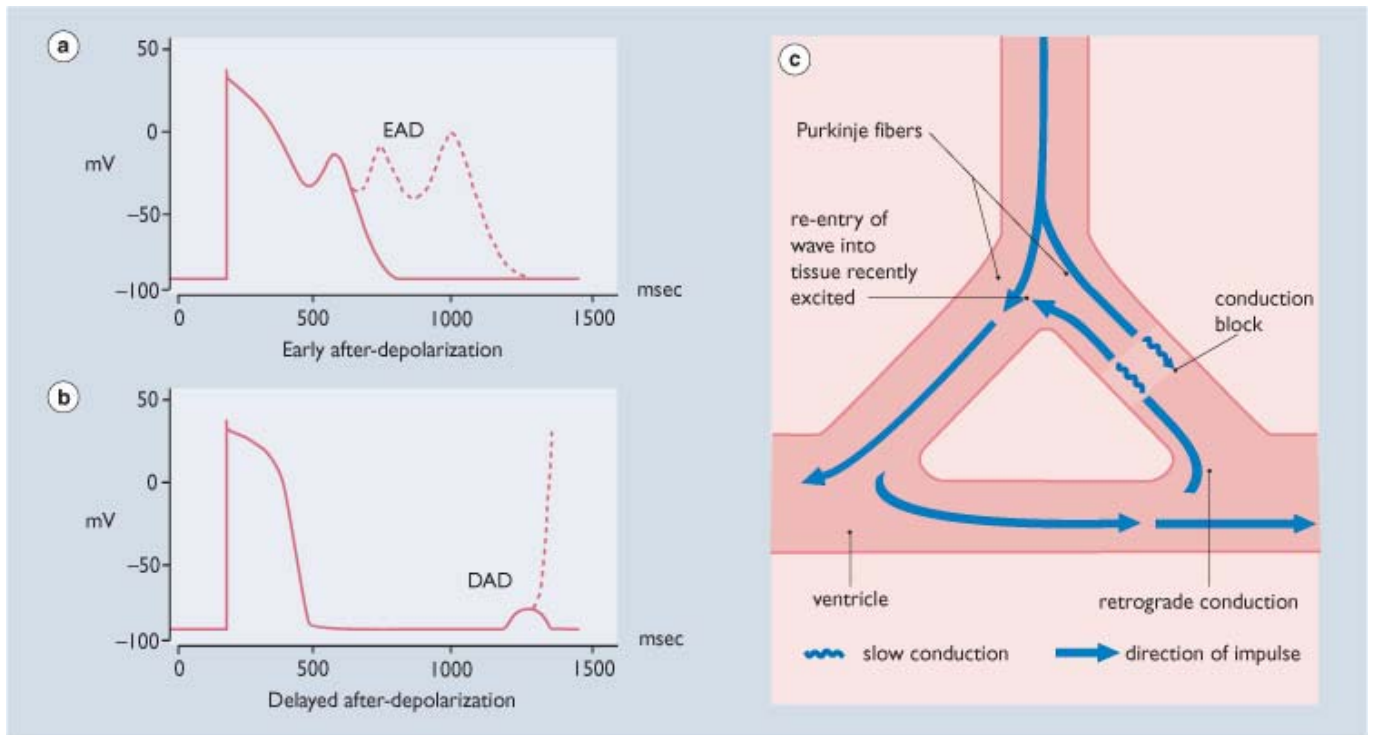 a
50
0
mV
−50
−100
EAD
msec
0 500 1000 1500
Early after-depolarization
b
50
0
mV
−50
−100
DAD
msec
0 500 1000 1500
Delayed after-depolarization
c
Purkinje fibers
re-entry of
wave into
tissue recently
excited
conduction
block
ventricle
retrograde conduction
slow conduction
direction of impulse